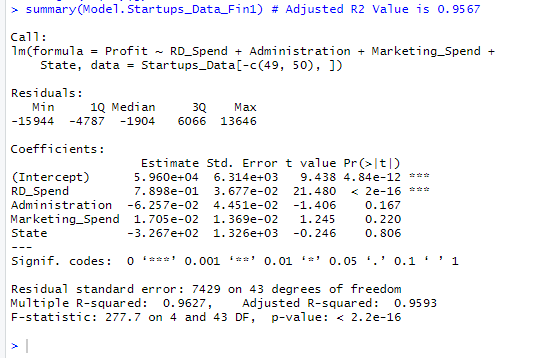 > summary(Model.Startups_Data_Fin1) # Adjusted R2 Value is 0.9567
Call:
lm(formula = Profit ~ RD_Spend + Administration + Marketing_Spend +
    State, data = Startups_Data[-c(49, 50), ])
Residuals:
   Min     1Q Median     3Q    Max
-15944  -4787  -1904   6066  13646
Coefficients:
                  Estimate Std. Error t value Pr(>|t|)
(Intercept)      5.960e+04  6.314e+03   9.438 4.84e-12 ***
RD_Spend         7.898e-01  3.677e-02  21.480  < 2e-16 ***
Administration  -6.257e-02  4.451e-02  -1.406    0.167
Marketing_Spend  1.705e-02  1.369e-02   1.245    0.220
State           -3.267e+02  1.326e+03  -0.246    0.806
---
Signif. codes:  0 ‘***’ 0.001 ‘**’ 0.01 ‘*’ 0.05 ‘.’ 0.1 ‘ ’ 1
Residual standard error: 7429 on 43 degrees of freedom
Multiple R-squared:  0.9627,    Adjusted R-squared:  0.9593
F-statistic: 277.7 on 4 and 43 DF,  p-value: < 2.2e-16
>